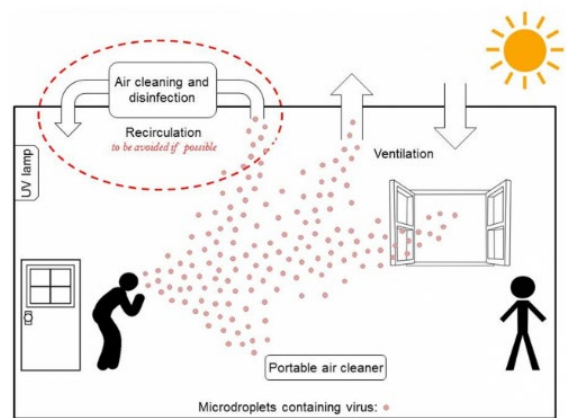 Air cleaning and
disinfection
Recirculation
to be avoided if possible
Ventilation
UV lamp
Portable air cleaner
Microdroplets containing virus: